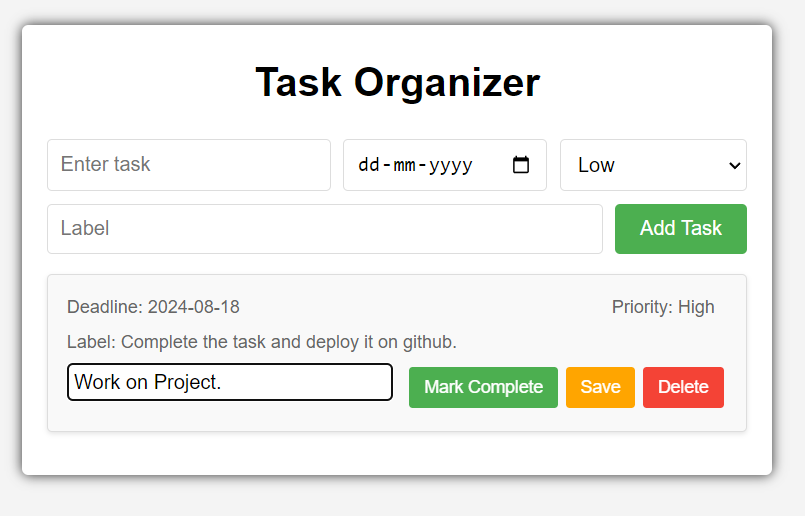 Task Organizer
Enter task dd-mm-yyyy Low
Label Add Task
Deadline: 2024-08-18 Priority: High
Label: Complete the task and deploy it on github.
Work on Project. Mark Complete Save Delete